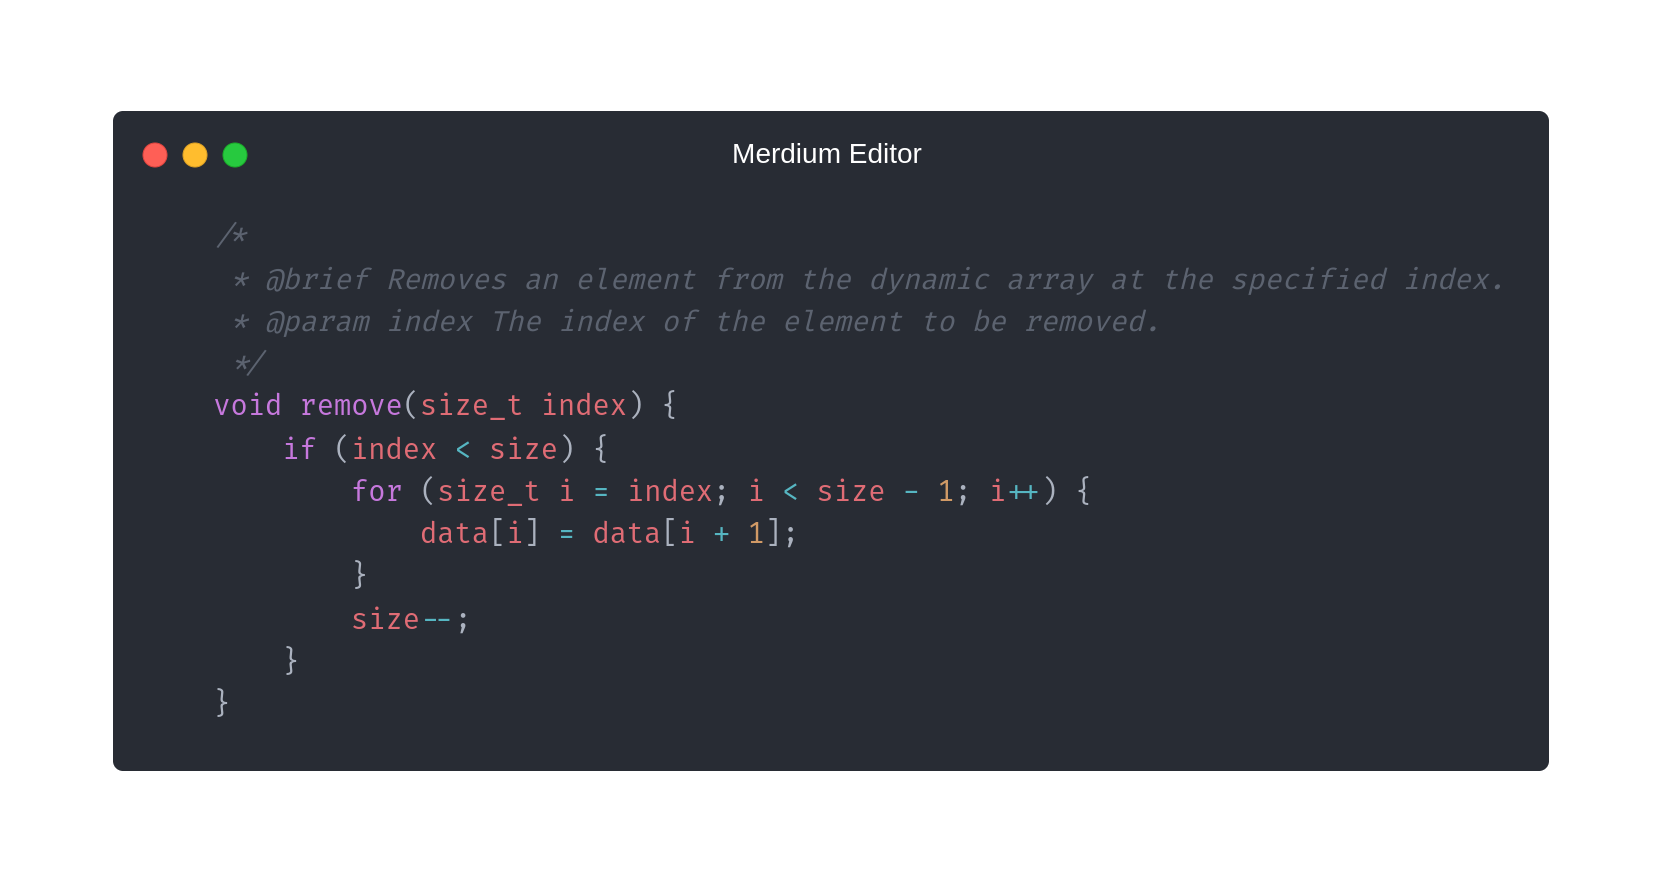 Merdium Editor
/*
 * @brief Removes an element from the dynamic array at the specified index.
 * @param index The index of the element to be removed.
 */
void remove(size_t index) {
    if (index < size) {
        for (size_t i = index; i < size - 1; i++) {
            data[i] = data[i + 1];
        }
        size--;
    }
}